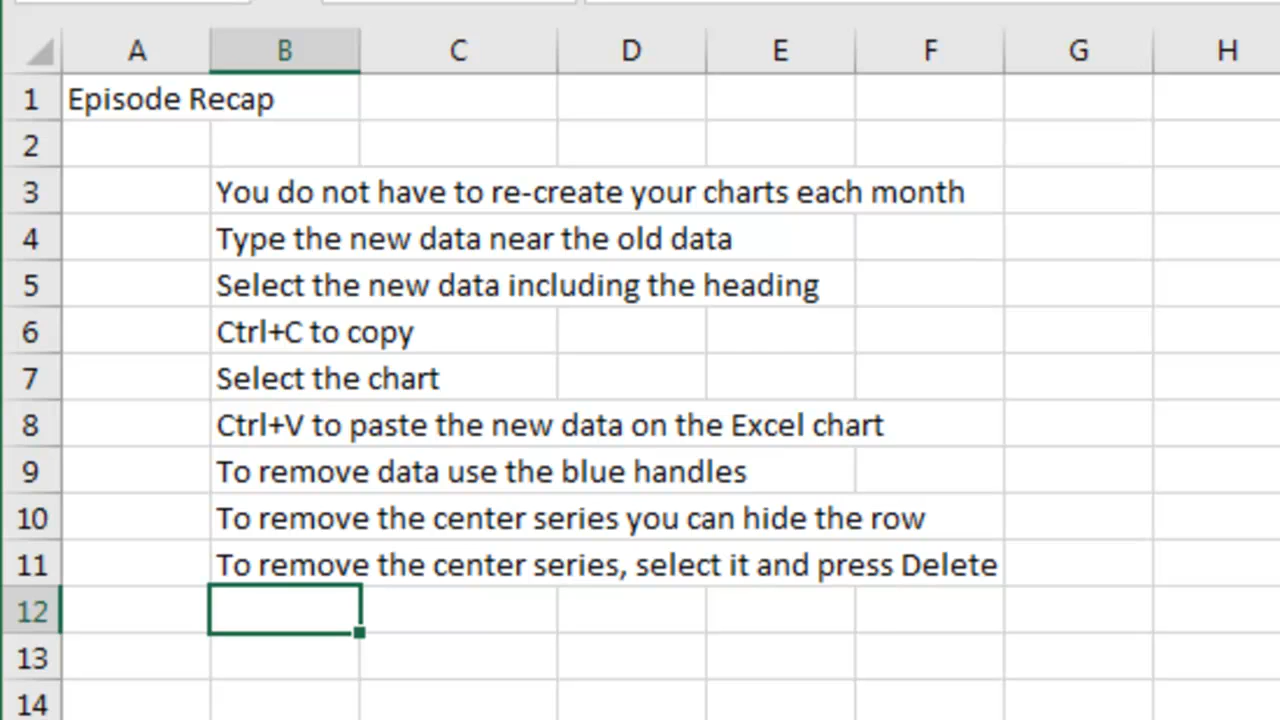 A B C D E F G H
1 Episode Recap
2
3 You do not have to re-create your charts each month
4 Type the new data near the old data
5 Select the new data including the heading
6 Ctrl+C to copy
7 Select the chart
8 Ctrl+V to paste the new data on the Excel chart
9 To remove data use the blue handles
10 To remove the center series you can hide the row
11 To remove the center series, select it and press Delete
12
13
14